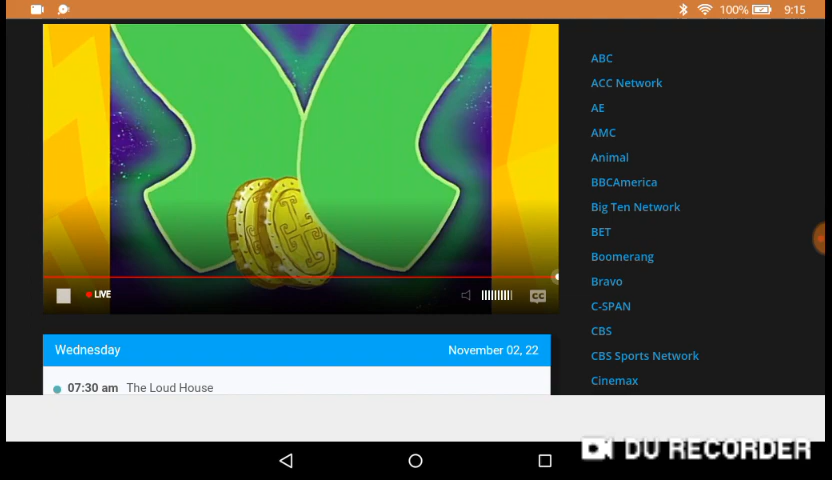 100% 9:15
ABC
ACC Network
AE
AMC
Animal
BBCAmerica
Big Ten Network
BET
Boomerang
Bravo
C-SPAN
CBS
CBS Sports Network
Cinemax
LIVE
CC
Wednesday November 02, 22
07:30 am The Loud House
DU RECORDER